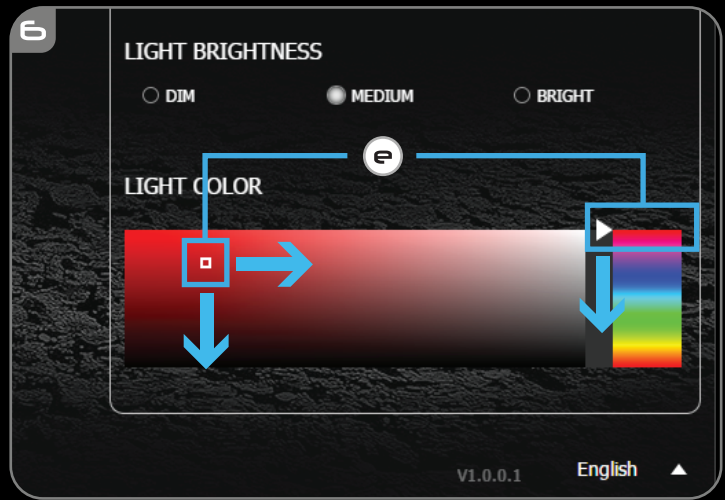 6
LIGHT BRIGHTNESS
DIM MEDIUM BRIGHT
e
LIGHT COLOR
V1.0.0.1 English